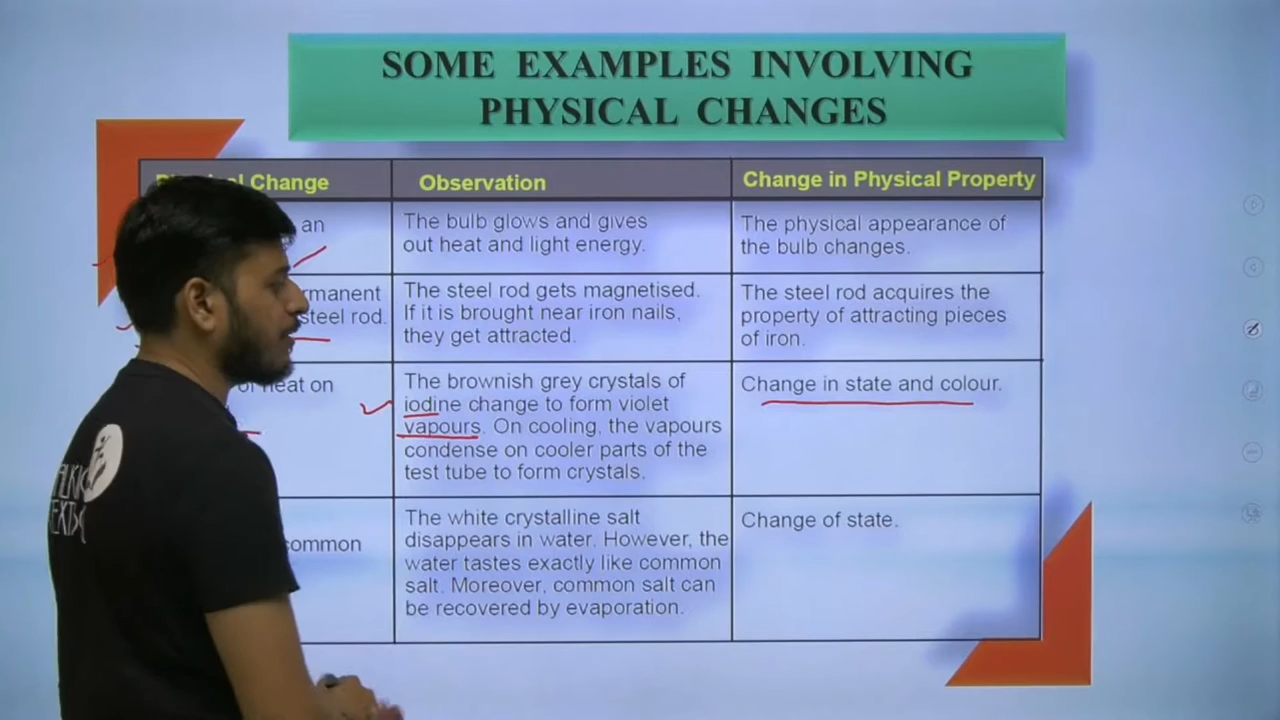 SOME EXAMPLES INVOLVING
PHYSICAL CHANGES
Change
Observation
Change in Physical Property
an
The bulb glows and gives
out heat and light energy.
The physical appearance of
the bulb changes.
steel rod.
The steel rod gets magnetised.
If it is brought near iron nails,
they get attracted.
The steel rod acquires the
property of attracting pieces
of iron.
heat on
The brownish grey crystals of
iodine change to form violet
vapours. On cooling, the vapours
condense on cooler parts of the
test tube to form crystals.
Change in state and colour.
common
The white crystalline salt
disappears in water. However, the
water tastes exactly like common
salt. Moreover, common salt can
be recovered by evaporation.
Change of state.